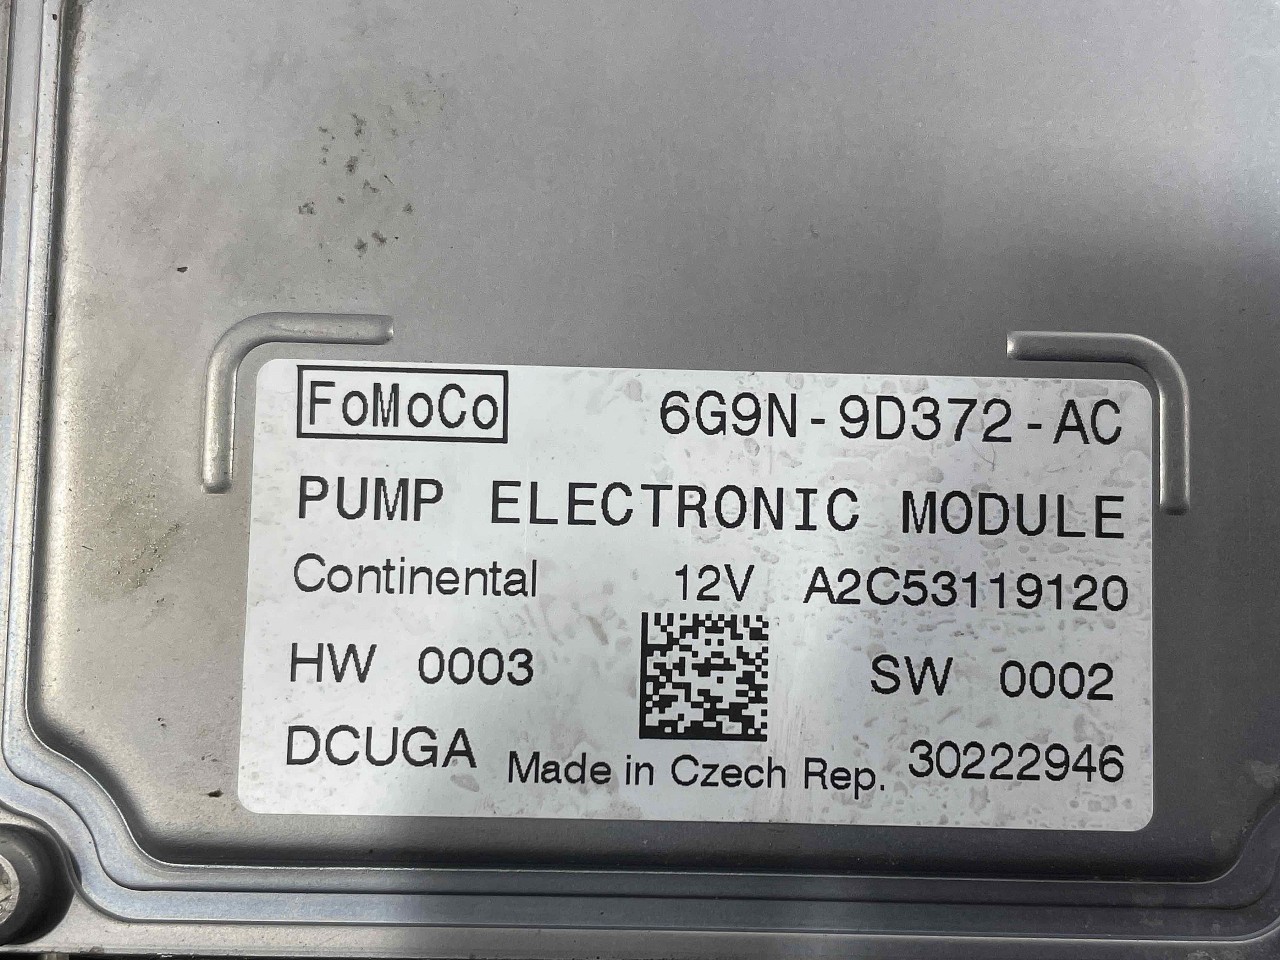 FoMoCo 6G9N-9D372-AC
PUMP ELECTRONIC MODULE
Continental 12V A2C53119120
HW 0003 SW 0002
DCUGA Made in Czech Rep. 30222946